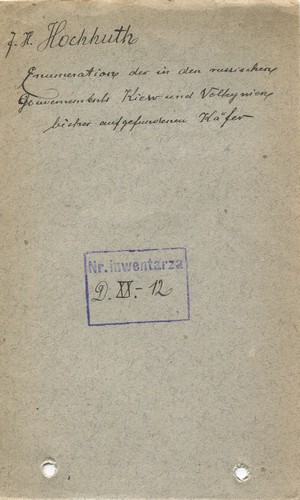 J. H. Hochhuth
Enumeration der in den russischen
Gouvernements Kiew und Volhynien
bisher aufgefundenen Käfer
Nr. inwentarza
D. XI. - 12